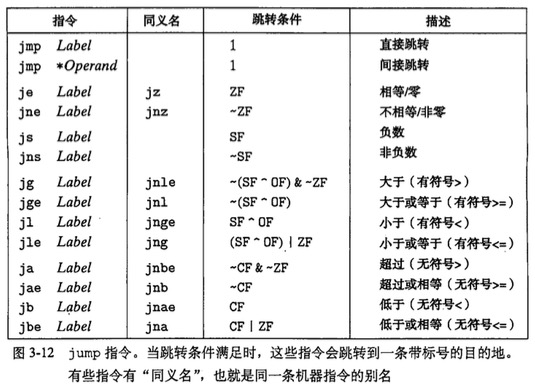 指令 同义名 跳转条件 描述
jmp Label 1 直接跳转
jmp *Operand 1 间接跳转
je Label jz ZF 相等/零
jne Label jnz ~ZF 不相等/非零
js Label SF 负数
jns Label ~SF 非负数
jg Label jnle ~(SF ^ OF) & ~ZF 大于（有符号>）
jge Label jnl ~(SF ^ OF) 大于或等于（有符号>=）
jl Label jnge SF ^ OF 小于（有符号<）
jle Label jng (SF ^ OF) | ZF 小于或等于（有符号<=）
ja Label jnbe ~CF & ~ZF 超过（无符号>）
jae Label jnb ~CF 超过或相等（无符号>=）
jb Label jnae CF 低于（无符号<）
jbe Label jna CF | ZF 低于或相等（无符号<=）
图 3-12 jump 指令。当跳转条件满足时，这些指令会跳转到一条带标号的目的地。
有些指令有“同义名”，也就是同一条机器指令的别名